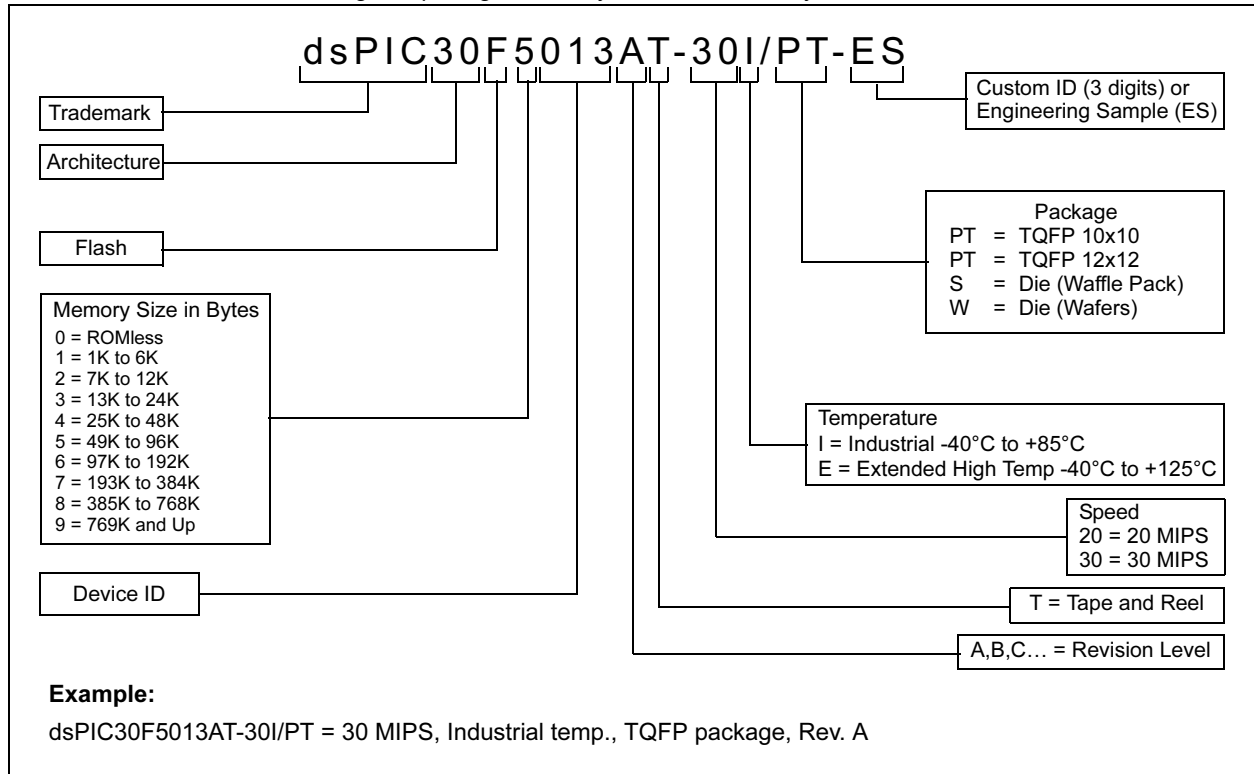 dsPIC30F5013AT-30I/PT-ES
Trademark
Architecture
Flash
Memory Size in Bytes
0 = ROMless
1 = 1K to 6K
2 = 7K to 12K
3 = 13K to 24K
4 = 25K to 48K
5 = 49K to 96K
6 = 97K to 192K
7 = 193K to 384K
8 = 385K to 768K
9 = 769K and Up
Device ID
Custom ID (3 digits) or
Engineering Sample (ES)
Package
PT = TQFP 10x10
PT = TQFP 12x12
S = Die (Waffle Pack)
W = Die (Wafers)
Temperature
I = Industrial -40°C to +85°C
E = Extended High Temp -40°C to +125°C
Speed
20 = 20 MIPS
30 = 30 MIPS
T = Tape and Reel
A,B,C… = Revision Level
Example:
dsPIC30F5013AT-30I/PT = 30 MIPS, Industrial temp., TQFP package, Rev. A